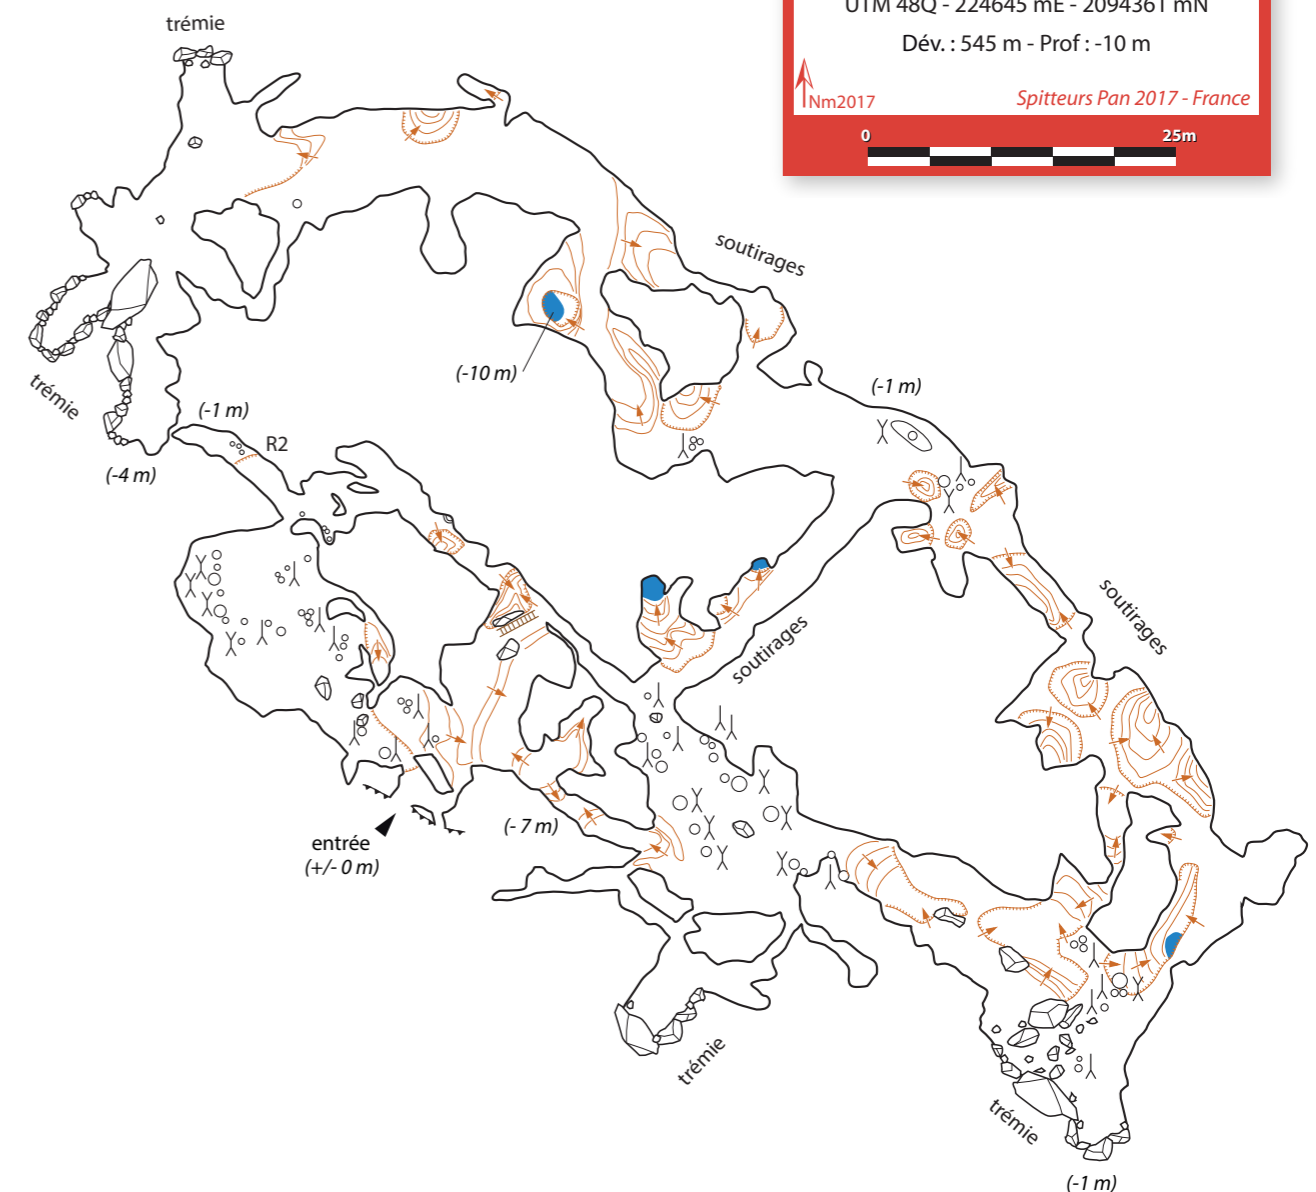 UTM 48Q - 224645 mE - 2094361 mN
Dév. : 545 m - Prof : -10 m
Nm2017
Spitteurs Pan 2017 - France
0
25m
trémie
soutirages
(-10 m)
(-1 m)
trémie
(-1 m)
R2
(-4 m)
soutirages
soutirages
entrée
(+/- 0 m)
(- 7 m)
trémie
trémie
(-1 m)